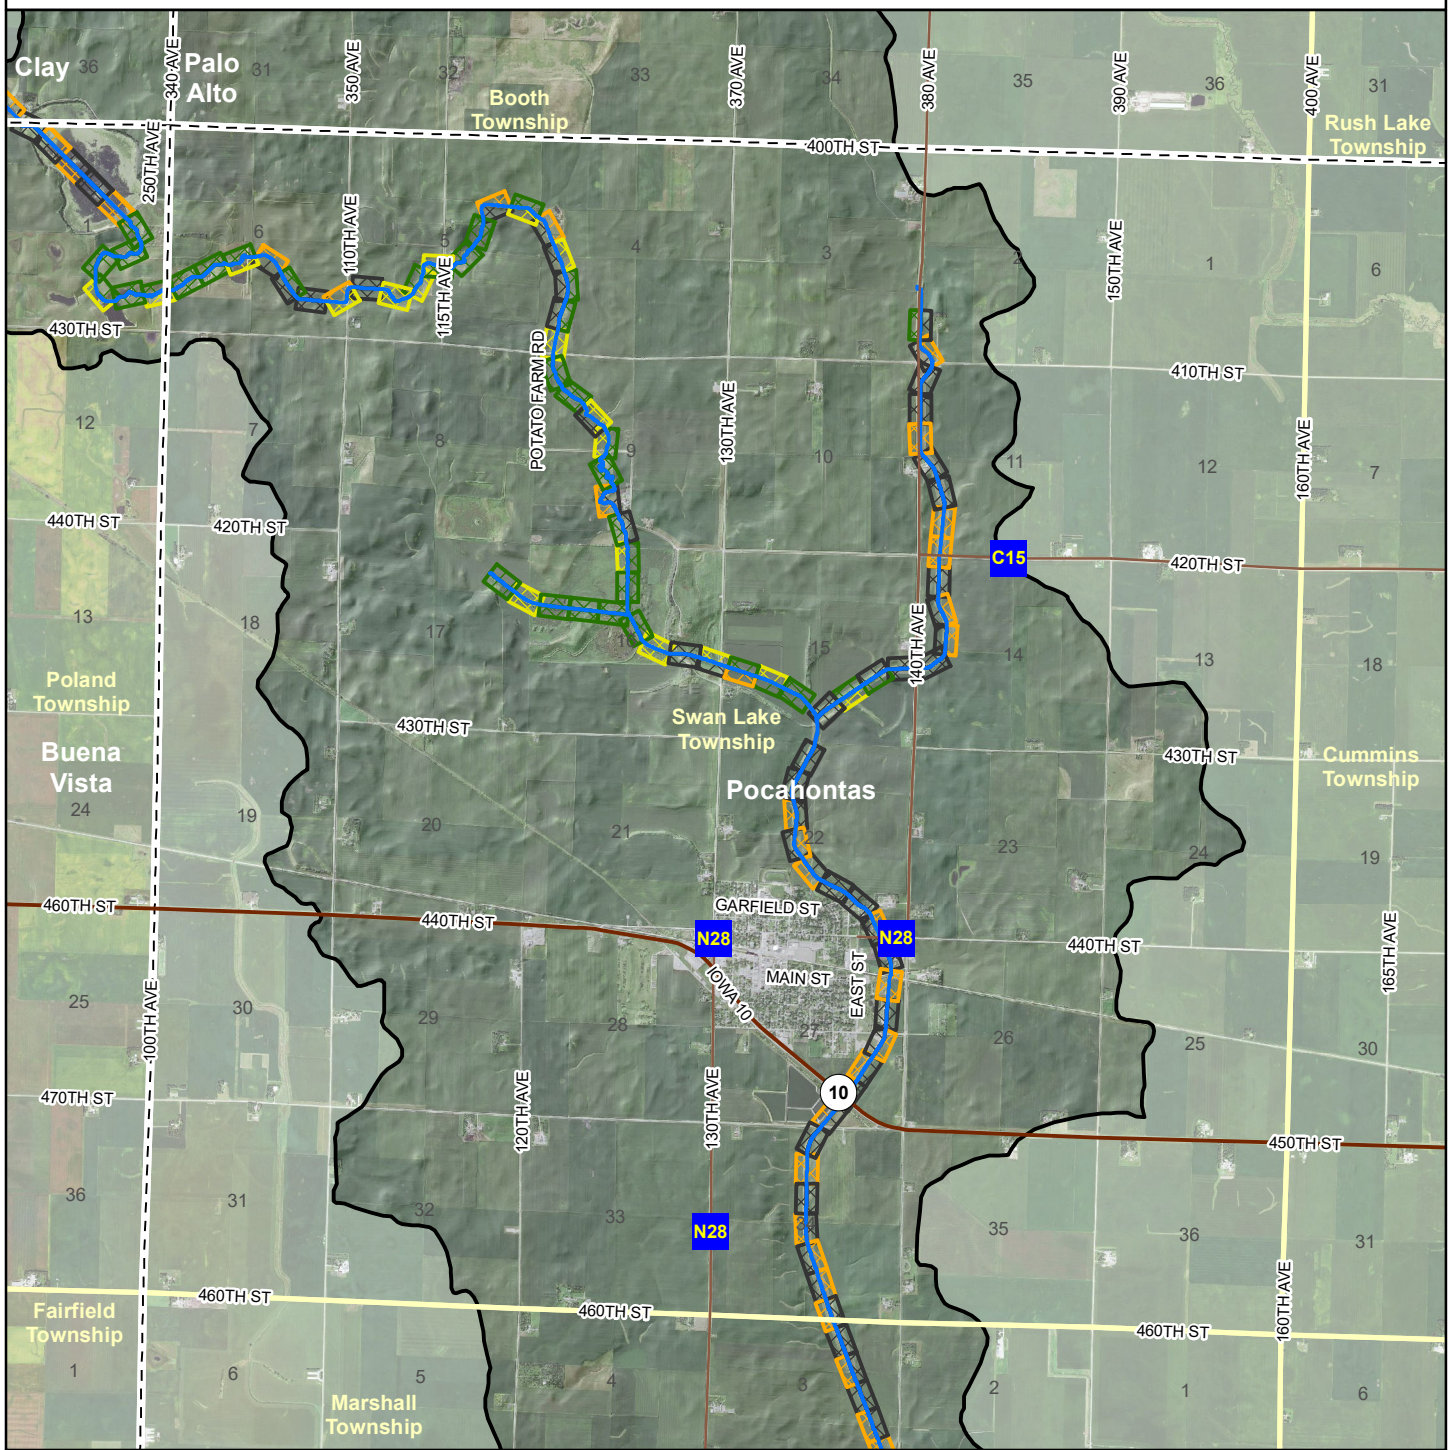 Clay
36
340 AVE
Palo
Alto
31
350 AVE
32
33
370 AVE
34
380 AVE
35
390 AVE
36
400 AVE
31
Booth
Township
Rush Lake
Township
400TH ST
250TH AVE
1
6
110TH AVE
5
115TH AVE
4
3
2
150TH AVE
1
6
430TH ST
POTATO FARM RD
410TH ST
12
7
8
9
130TH AVE
10
11
12
160TH AVE
7
440TH ST
420TH ST
C15
420TH ST
13
18
17
16
15
140TH AVE
14
13
18
Poland
Township
430TH ST
Swan Lake
Township
430TH ST
Cummins
Township
Buena
Vista
Pocahontas
24
19
20
21
22
23
24
19
460TH ST
440TH ST
GARFIELD ST
N28
N28
440TH ST
165TH AVE
IOWA 10
MAIN ST
EAST ST
25
100TH AVE
30
29
28
27
26
25
30
470TH ST
120TH AVE
130TH AVE
10
450TH ST
36
31
32
33
35
36
31
N28
460TH ST
460TH ST
460TH ST
160TH AVE
Fairfield
Township
1
6
5
4
3
2
1
6
Marshall
Township